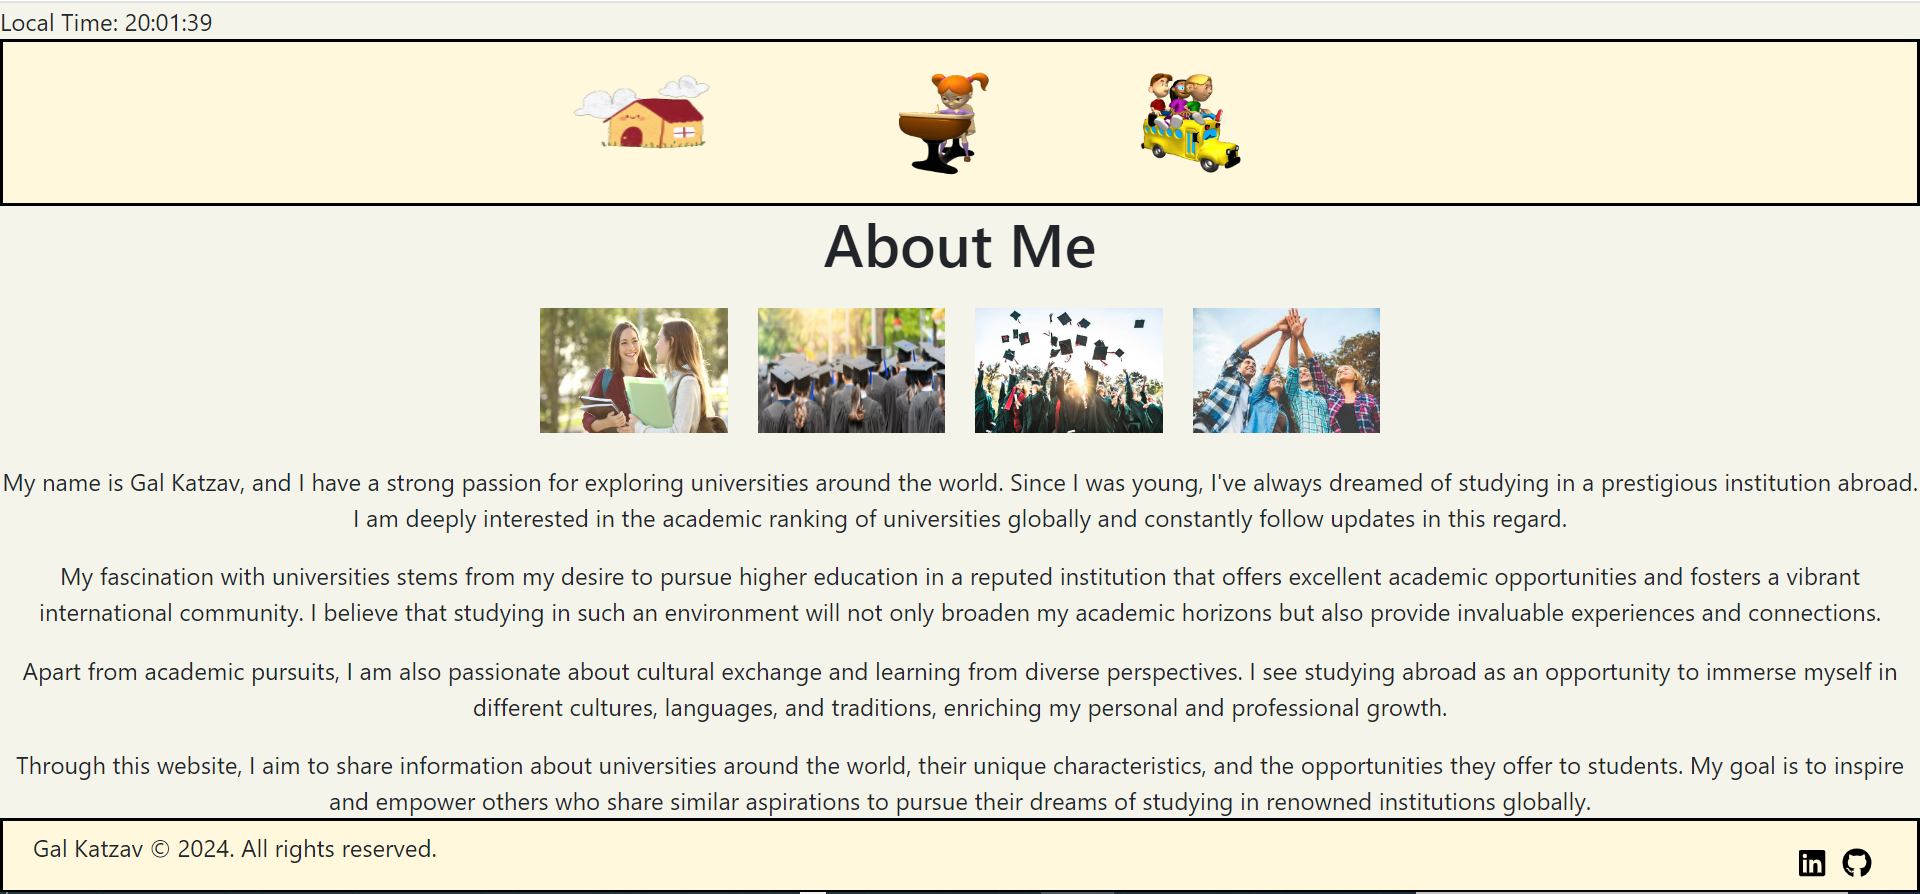 Local Time: 20:01:39
About Me
My name is Gal Katzav, and I have a strong passion for exploring universities around the world. Since I was young, I've always dreamed of studying in a prestigious institution abroad.
I am deeply interested in the academic ranking of universities globally and constantly follow updates in this regard.
My fascination with universities stems from my desire to pursue higher education in a reputed institution that offers excellent academic opportunities and fosters a vibrant
international community. I believe that studying in such an environment will not only broaden my academic horizons but also provide invaluable experiences and connections.
Apart from academic pursuits, I am also passionate about cultural exchange and learning from diverse perspectives. I see studying abroad as an opportunity to immerse myself in
different cultures, languages, and traditions, enriching my personal and professional growth.
Through this website, I aim to share information about universities around the world, their unique characteristics, and the opportunities they offer to students. My goal is to inspire
and empower others who share similar aspirations to pursue their dreams of studying in renowned institutions globally.
Gal Katzav © 2024. All rights reserved.
in